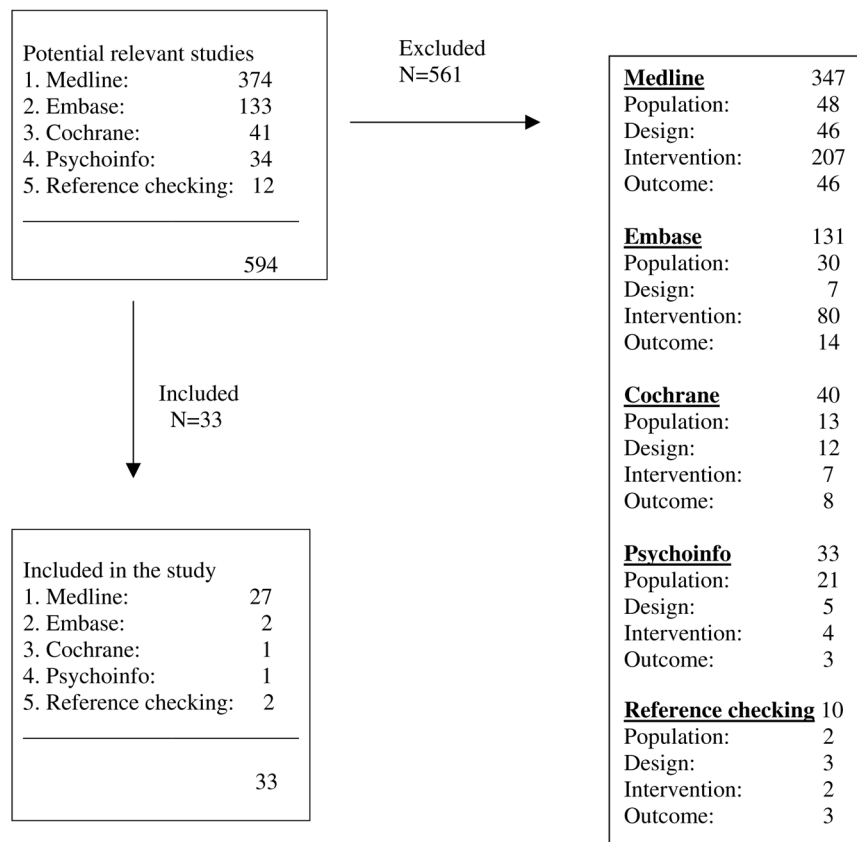 Potential relevant studies
1. Medline: 374
2. Embase: 133
3. Cochrane: 41
4. Psychoinfo: 34
5. Reference checking: 12
594
Excluded
N=561
Included
N=33
Included in the study
1. Medline: 27
2. Embase: 2
3. Cochrane: 1
4. Psychoinfo: 1
5. Reference checking: 2
33
Medline 347
Population: 48
Design: 46
Intervention: 207
Outcome: 46
Embase 131
Population: 30
Design: 7
Intervention: 80
Outcome: 14
Cochrane 40
Population: 13
Design: 12
Intervention: 7
Outcome: 8
Psychoinfo 33
Population: 21
Design: 5
Intervention: 4
Outcome: 3
Reference checking 10
Population: 2
Design: 3
Intervention: 2
Outcome: 3